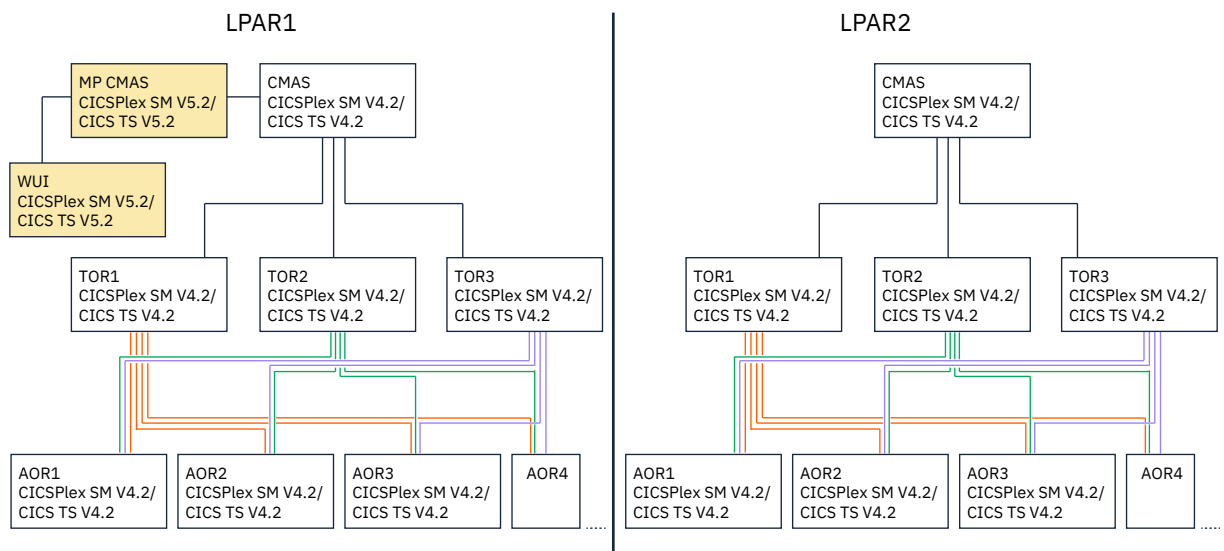 LPAR1
MP CMAS
CICSPlex SM V5.2/
CICS TS V5.2
CMAS
CICSPlex SM V4.2/
CICS TS V4.2
WUI
CICSPlex SM V5.2/
CICS TS V5.2
TOR1
CICSPlex SM V4.2/
CICS TS V4.2
TOR2
CICSPlex SM V4.2/
CICS TS V4.2
TOR3
CICSPlex SM V4.2/
CICS TS V4.2
AOR1
CICSPlex SM V4.2/
CICS TS V4.2
AOR2
CICSPlex SM V4.2/
CICS TS V4.2
AOR3
CICSPlex SM V4.2/
CICS TS V4.2
AOR4
.....
LPAR2
CMAS
CICSPlex SM V4.2/
CICS TS V4.2
TOR1
CICSPlex SM V4.2/
CICS TS V4.2
TOR2
CICSPlex SM V4.2/
CICS TS V4.2
TOR3
CICSPlex SM V4.2/
CICS TS V4.2
AOR1
CICSPlex SM V4.2/
CICS TS V4.2
AOR2
CICSPlex SM V4.2/
CICS TS V4.2
AOR3
CICSPlex SM V4.2/
CICS TS V4.2
AOR4
.....